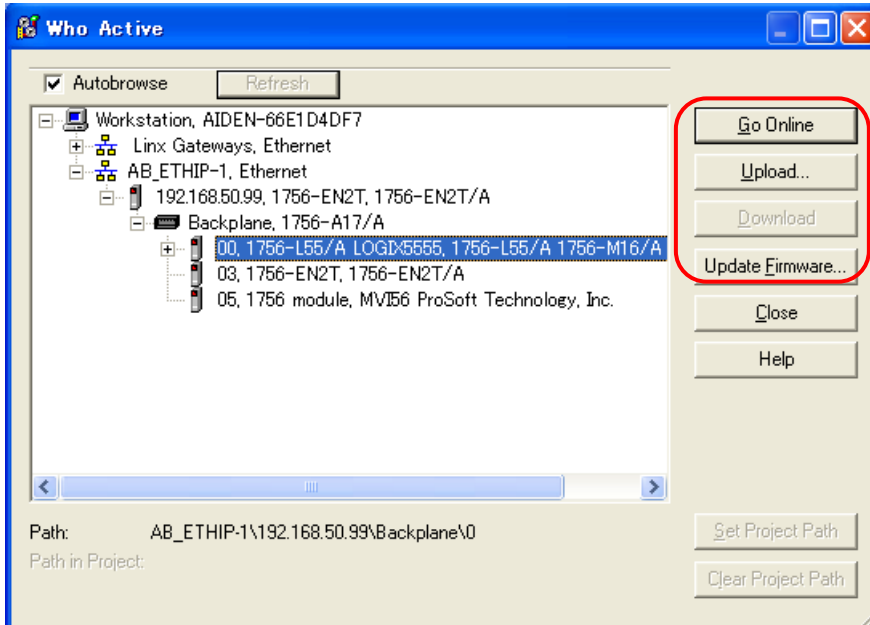 Who Active
Autobrowse
Refresh
Workstation, AIDEN-66E1D4DF7
Linx Gateways, Ethernet
AB_ETHIP-1, Ethernet
192.168.50.99, 1756-EN2T, 1756-EN2T/A
Backplane, 1756-A17/A
00, 1756-L55/A LOGIX5555, 1756-L55/A 1756-M16/A
03, 1756-EN2T, 1756-EN2T/A
05, 1756 module, MVI56 ProSoft Technology, Inc.
Go Online
Upload...
Download
Update Firmware...
Close
Help
Path: AB_ETHIP-1\192.168.50.99\Backplane\0
Path in Project:
Set Project Path
Clear Project Path